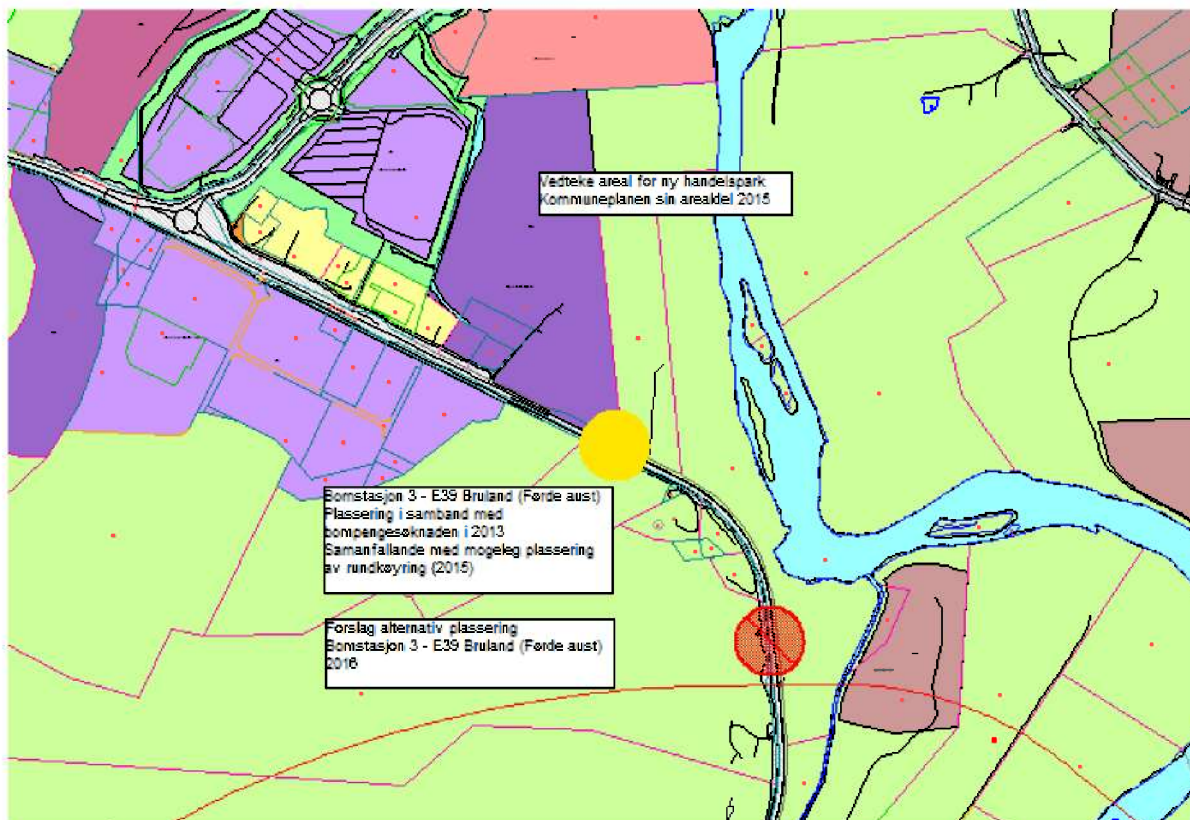 Vedteke areal for ny handelspark
Kommuneplanen sin arealdel 2015
Bomstasjon 3 - E39 Bruland (Førde aust)
Plassering i samband med
bompengesøknaden i 2013
Samanfallande med mogeleg plassering
av rundkøyring (2015)
Forslag alternativ plassering
Bomstasjon 3 - E39 Bruland (Førde aust)
2016